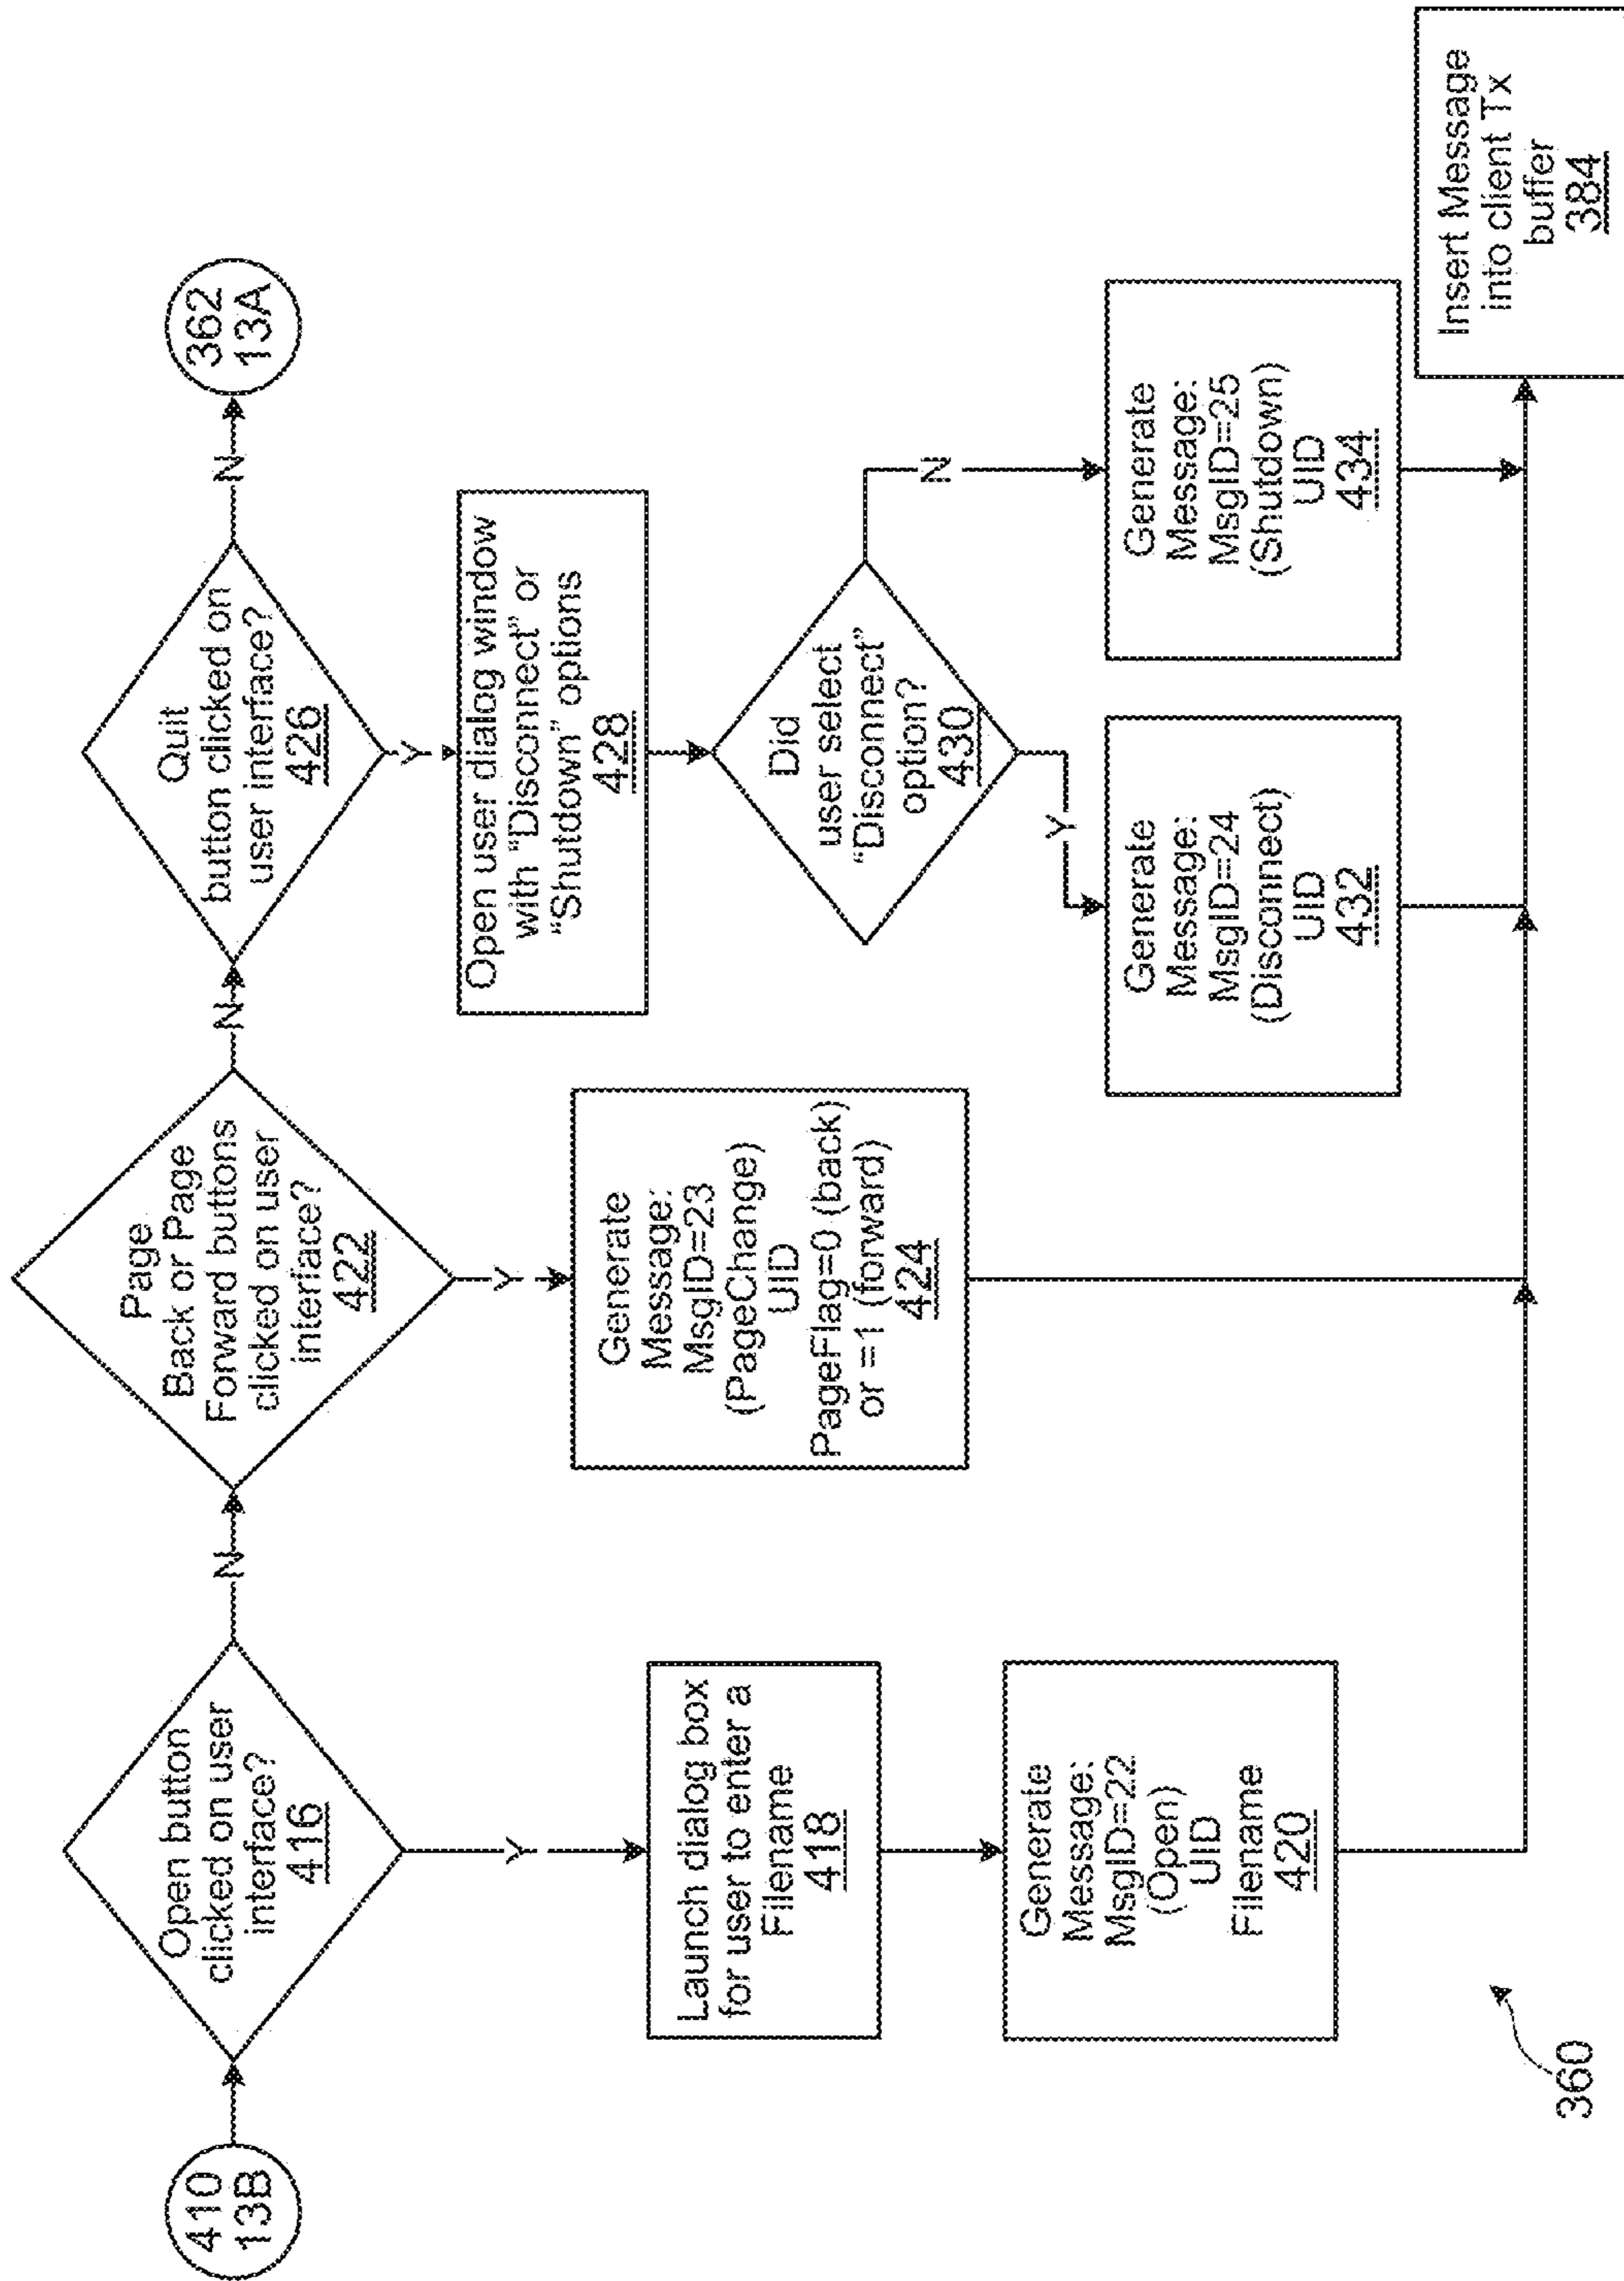 410
13B
Open button
clicked on user
interface?
416
N
Page
Back or Page
Forward buttons
clicked on user
interface?
422
N
Quit
button clicked on
user interface?
426
N
362
13A
Y
Launch dialog box
for user to enter a
Filename
418
Generate
Message:
MsgID=22
(Open)
UID
Filename
420
Y
Generate
Message:
MsgID=23
(PageChange)
UID
PageFlag=0 (back)
or =1 (forward)
424
Y
Open user dialog window
with "Disconnect" or
"Shutdown" options
428
Did
user select
"Disconnect"
option?
430
Y
Generate
Message:
MsgID=24
(Disconnect)
UID
432
N
Generate
Message:
MsgID=25
(Shutdown)
UID
434
Insert Message
into client Tx
buffer
384
360